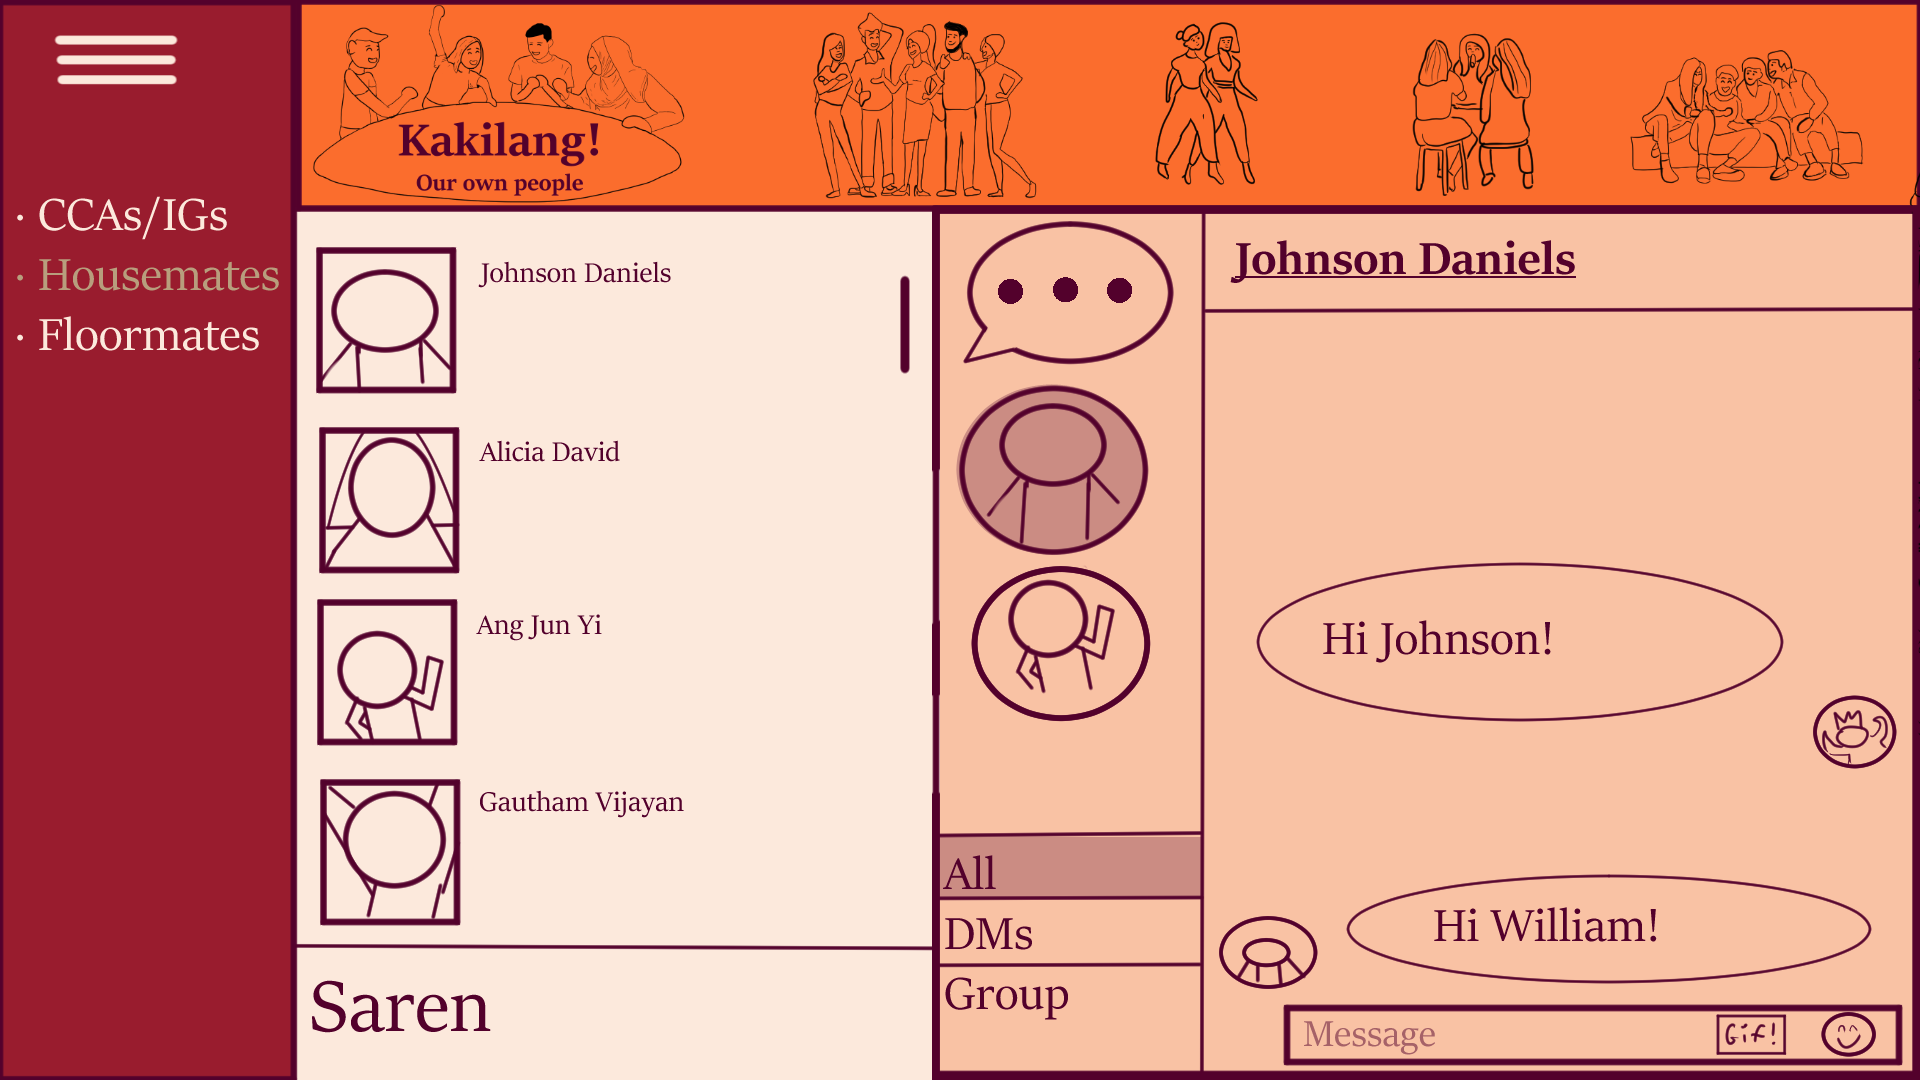 Kakilang!
Our own people
· CCAs/IGs
· Housemates
· Floormates
Johnson Daniels
Alicia David
Ang Jun Yi
Gautham Vijayan
Saren
All
DMs
Group
Johnson Daniels
Hi Johnson!
Hi William!
Message
Gif!